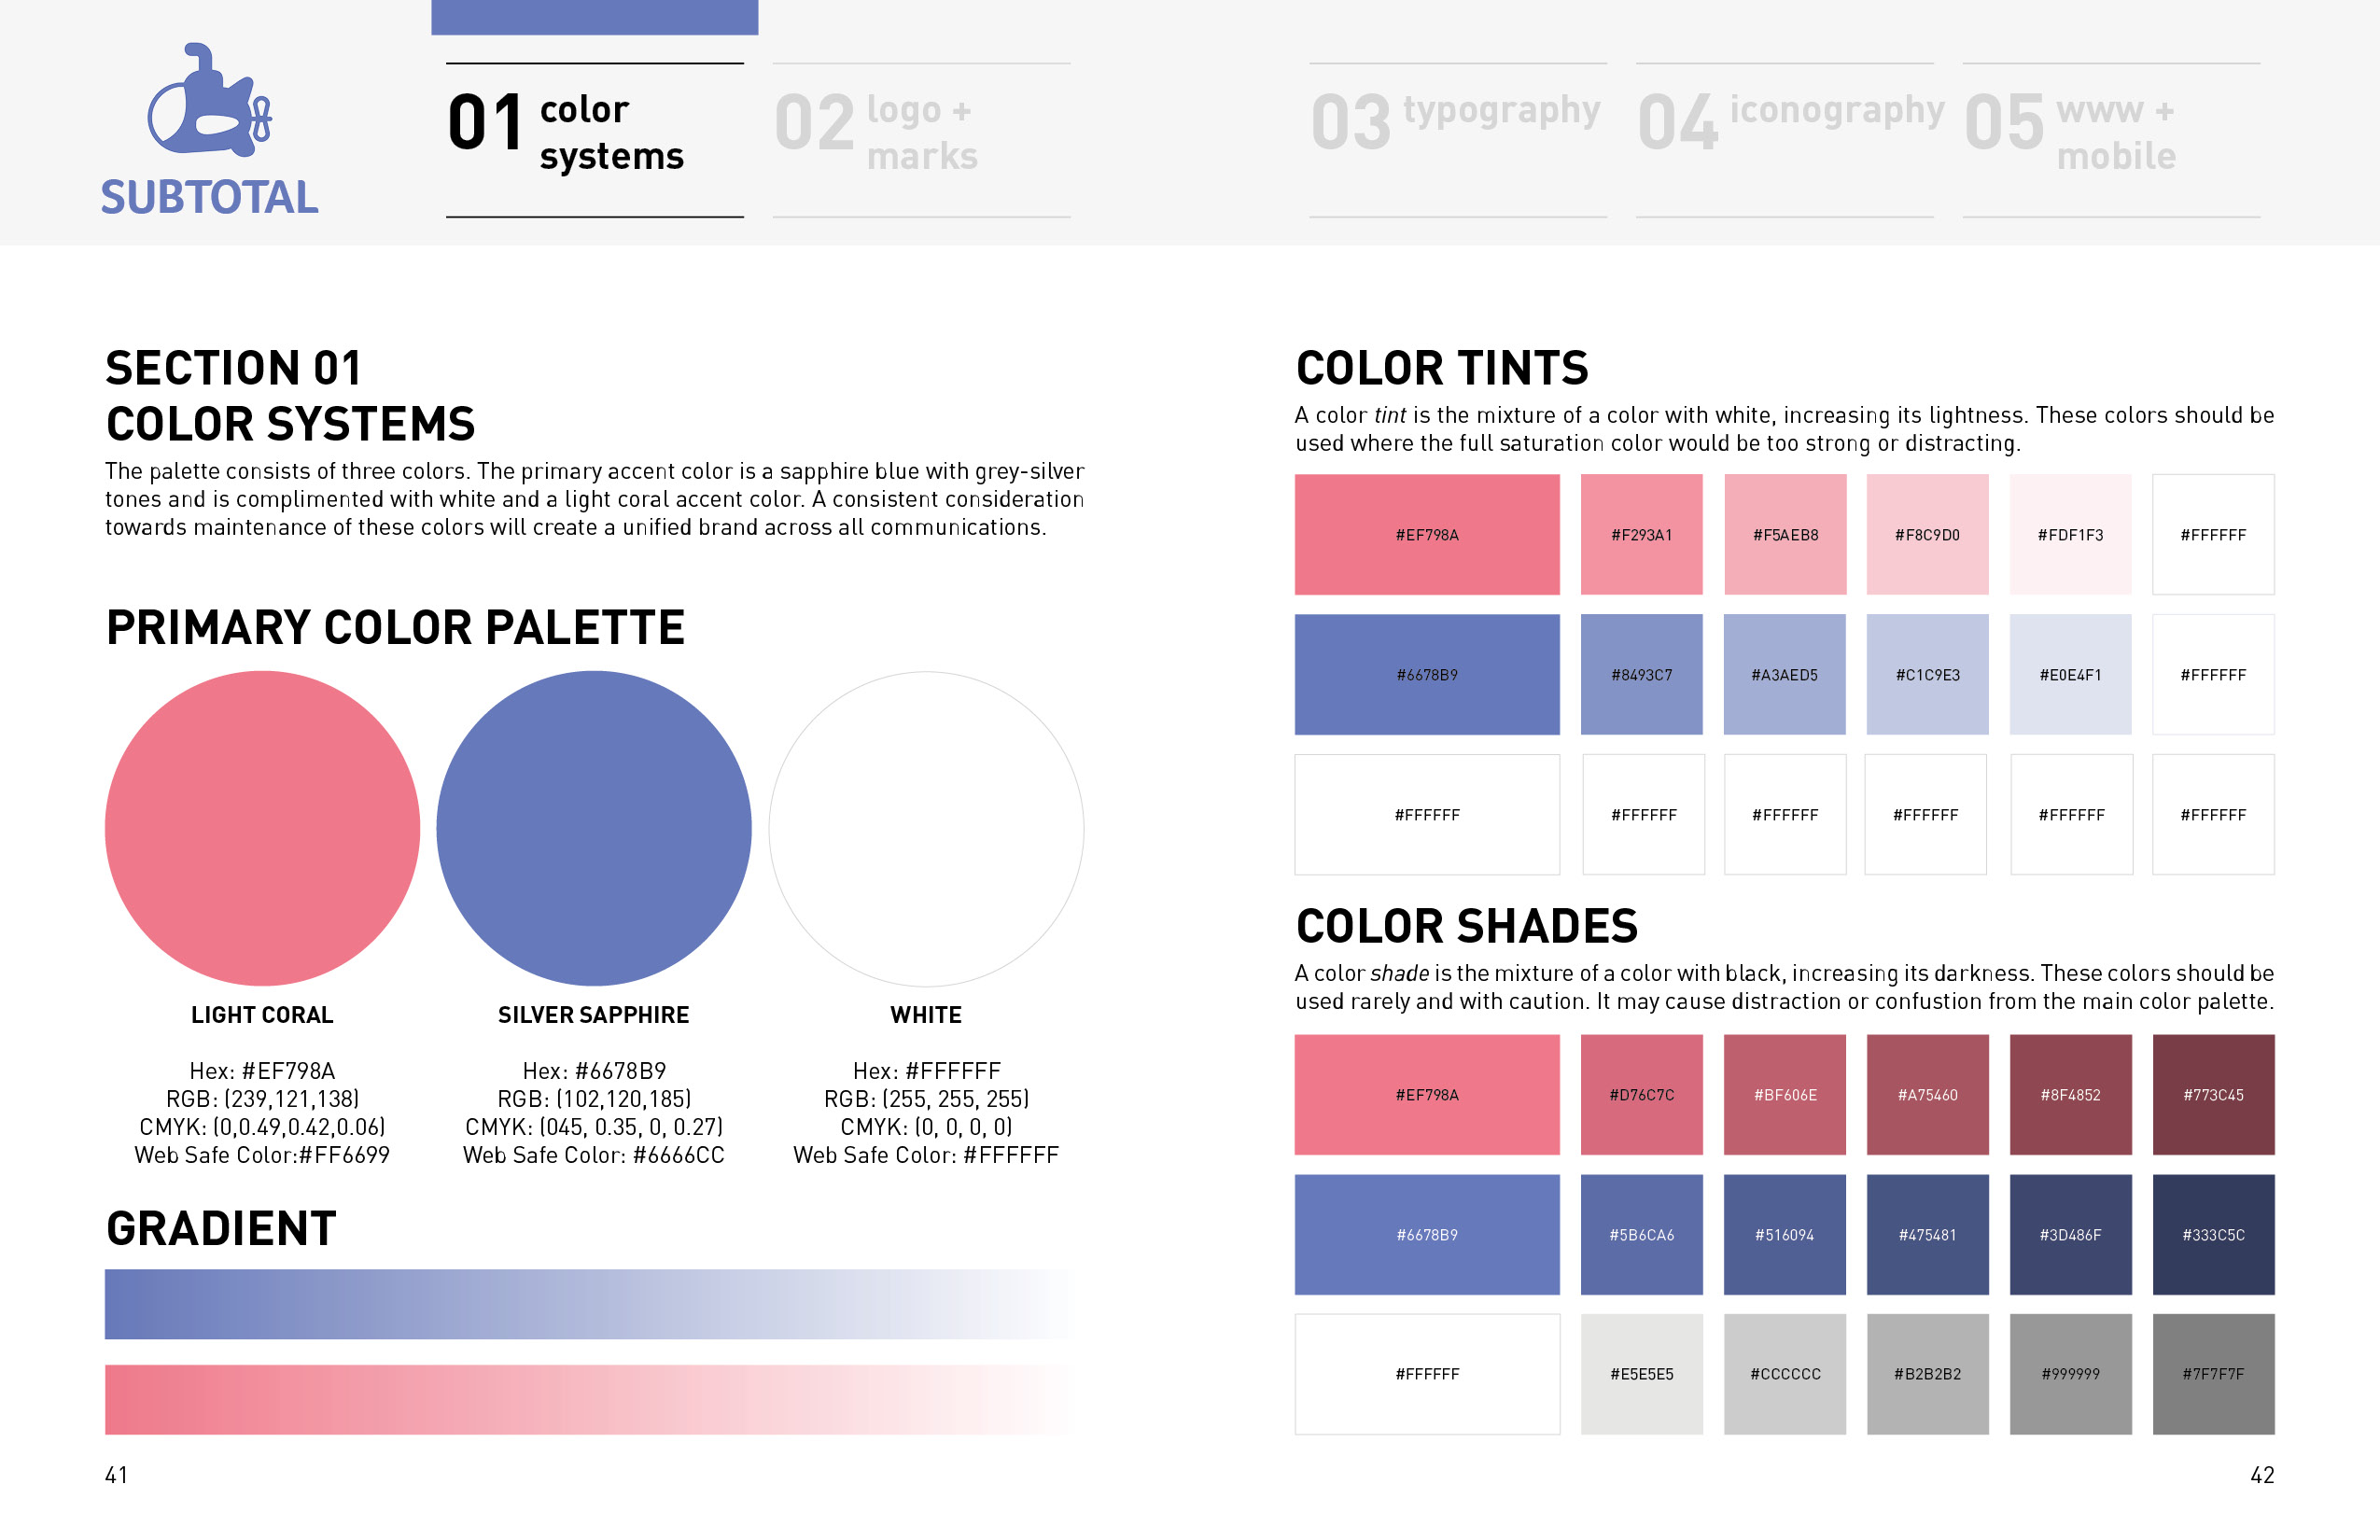 SUBTOTAL
01 color
systems
02 logo +
marks
03 typography
04 iconography
05 www +
mobile
SECTION 01
COLOR SYSTEMS
The palette consists of three colors. The primary accent color is a sapphire blue with grey-silver
tones and is complimented with white and a light coral accent color. A consistent consideration
towards maintenance of these colors will create a unified brand across all communications.
PRIMARY COLOR PALETTE
LIGHT CORAL
Hex: #EF798A
RGB: (239,121,138)
CMYK: (0,0.49,0.42,0.06)
Web Safe Color:#FF6699
SILVER SAPPHIRE
Hex: #6678B9
RGB: (102,120,185)
CMYK: (045, 0.35, 0, 0.27)
Web Safe Color: #6666CC
WHITE
Hex: #FFFFFF
RGB: (255, 255, 255)
CMYK: (0, 0, 0, 0)
Web Safe Color: #FFFFFF
GRADIENT
41
COLOR TINTS
A color tint is the mixture of a color with white, increasing its lightness. These colors should be
used where the full saturation color would be too strong or distracting.
#EF798A #F293A1 #F5AEB8 #F8C9D0 #FDF1F3 #FFFFFF
#6678B9 #8493C7 #A3AED5 #C1C9E3 #E0E4F1 #FFFFFF
#FFFFFF #FFFFFF #FFFFFF #FFFFFF #FFFFFF #FFFFFF
COLOR SHADES
A color shade is the mixture of a color with black, increasing its darkness. These colors should be
used rarely and with caution. It may cause distraction or confustion from the main color palette.
#EF798A #D76C7C #BF606E #A75460 #8F4852 #773C45
#6678B9 #5B6CA6 #516094 #475481 #3D486F #333C5C
#FFFFFF #E5E5E5 #CCCCCC #B2B2B2 #999999 #7F7F7F
42